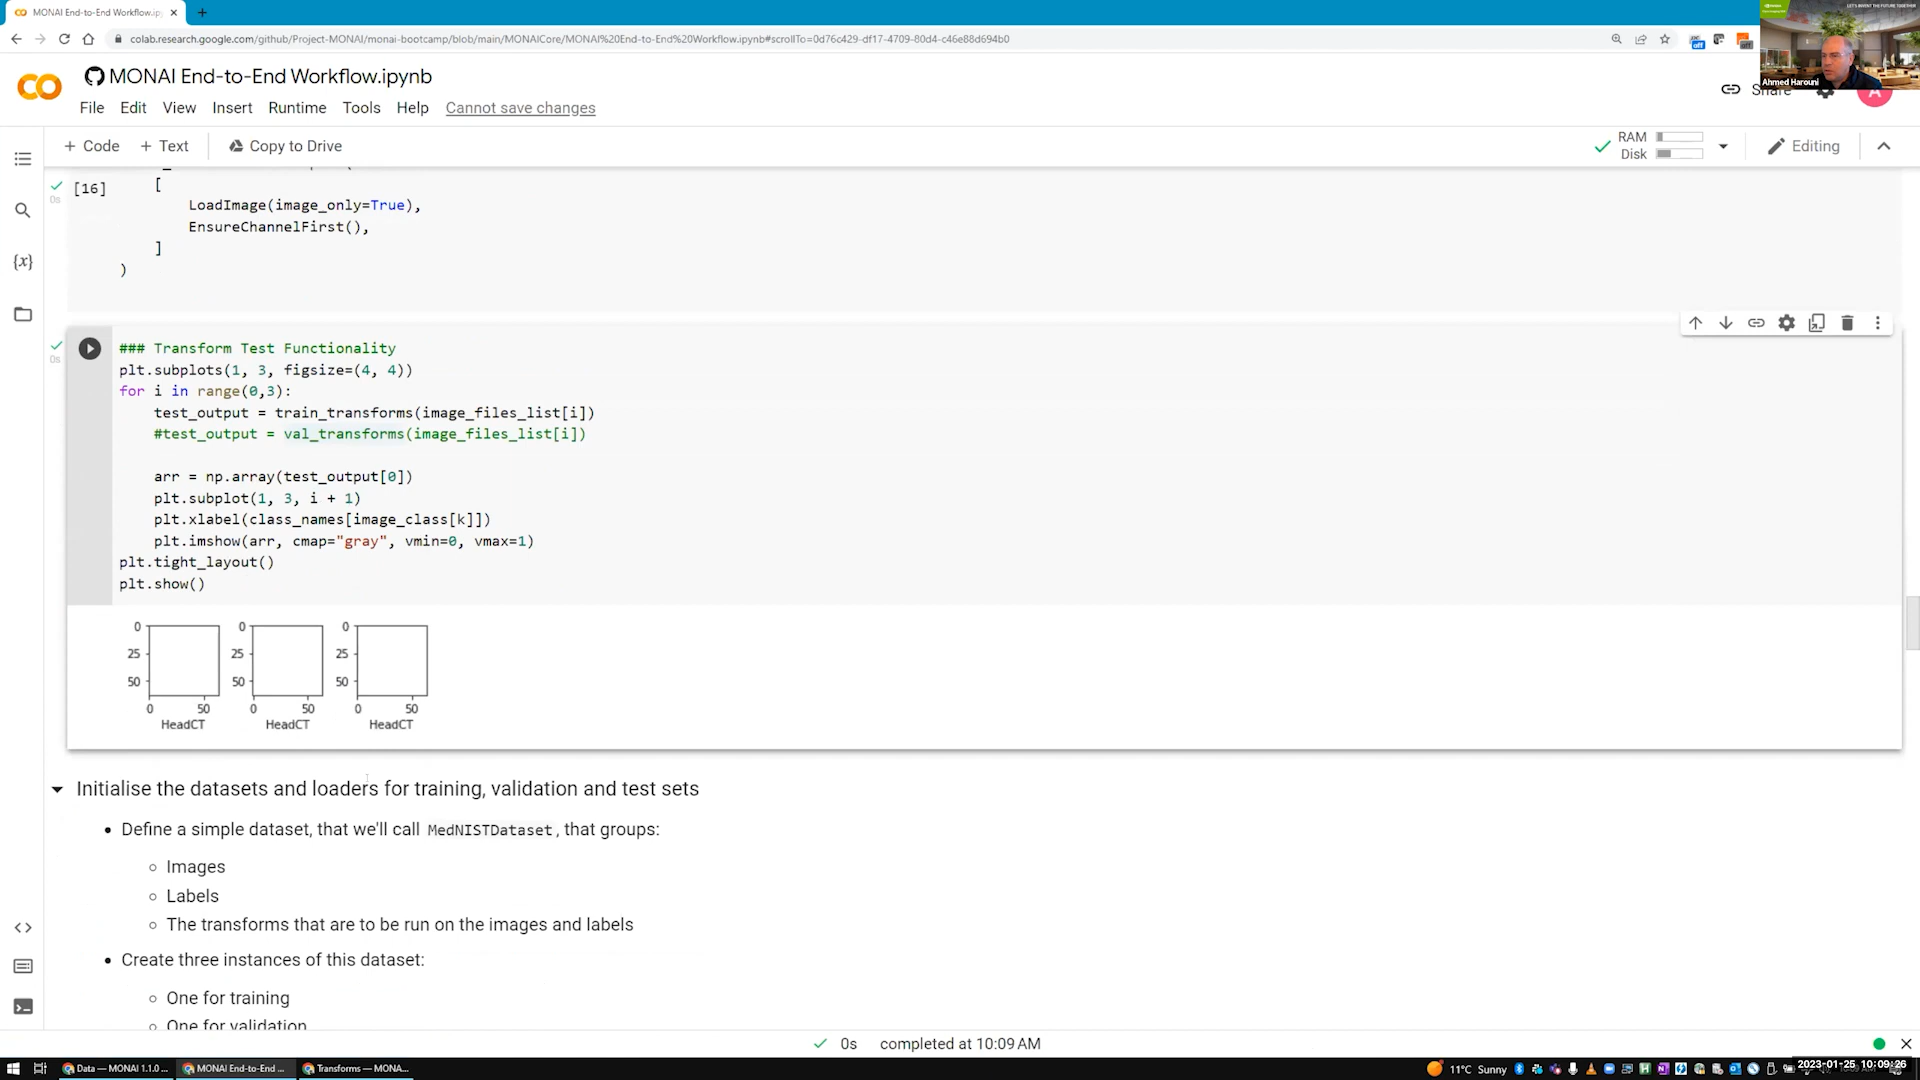 MONAI End-to-End Workflow.ip
colab.research.google.com/github/Project-MONAI/monai-bootcamp/blob/main/MONAICore/MONAI%20End-to-End%20Workflow.ipynb#scrollTo=0d76c429-df17-4709-80d4-c46e88d694b0
LET'S INVENT THE FUTURE TOGETHER
Ahmed Harouni
MONAI End-to-End Workflow.ipynb
File Edit View Insert Runtime Tools Help Cannot save changes
Share
A
+ Code + Text Copy to Drive
RAM
Disk
Editing
[16]
0s
[
LoadImage(image_only=True),
EnsureChannelFirst(),
]
)
0s
### Transform Test Functionality
plt.subplots(1, 3, figsize=(4, 4))
for i in range(0,3):
test_output = train_transforms(image_files_list[i])
#test_output = val_transforms(image_files_list[i])
arr = np.array(test_output[0])
plt.subplot(1, 3, i + 1)
plt.xlabel(class_names[image_class[k]])
plt.imshow(arr, cmap="gray", vmin=0, vmax=1)
plt.tight_layout()
plt.show()
0 0 0
25 25 25
50 50 50
0 50 0 50 0 50
HeadCT HeadCT HeadCT
Initialise the datasets and loaders for training, validation and test sets
• Define a simple dataset, that we'll call MedNISTDataset, that groups:
○ Images
○ Labels
○ The transforms that are to be run on the images and labels
• Create three instances of this dataset:
○ One for training
○ One for validation
0s completed at 10:09 AM
Data — MONAI 1.1.0 ... MONAI End-to-End ... Transforms — MONA...
11°C Sunny
2023-01-25 10:09:26